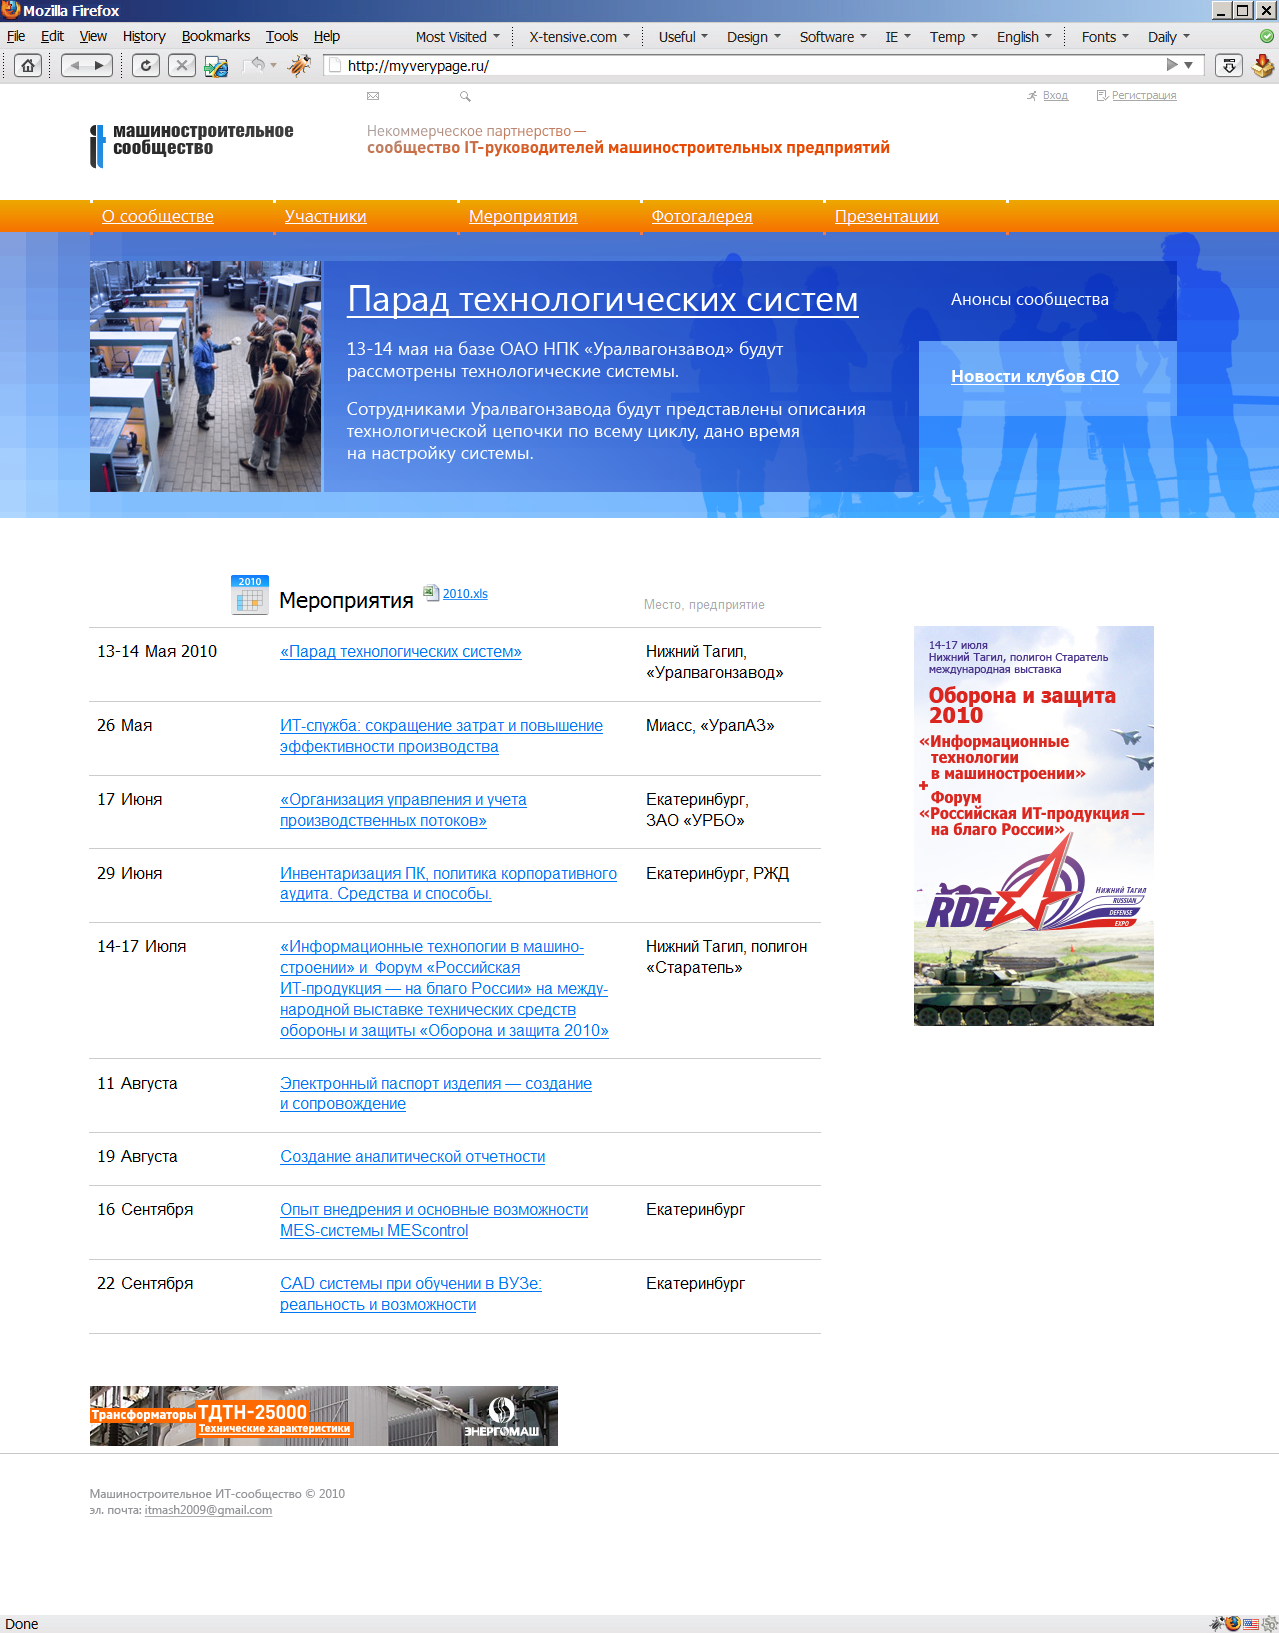 Mozilla Firefox
File Edit View History Bookmarks Tools Help Most Visited X-tensive.com Useful Design Software IE Temp English Fonts Daily
http://myverypage.ru/
Вход Регистрация
машиностроительное
сообщество
Некоммерческое партнерство —
сообщество IT-руководителей машиностроительных предприятий
О сообществе Участники Мероприятия Фотогалерея Презентации
Парад технологических систем
13-14 мая на базе ОАО НПК «Уралвагонзавод» будут
рассмотрены технологические системы.
Сотрудниками Уралвагонзавода будут представлены описания
технологической цепочки по всему циклу, дано время
на настройку системы.
Анонсы сообщества
Новости клубов CIO
2010
Мероприятия
2010.xls
Место, предприятие
13-14 Мая 2010 «Парад технологических систем» Нижний Тагил,
«Уралвагонзавод»
26 Мая ИТ-служба: сокращение затрат и повышение Миасс, «УралАЗ»
эффективности производства
17 Июня «Организация управления и учета Екатеринбург,
производственных потоков» ЗАО «УРБО»
29 Июня Инвентаризация ПК, политика корпоративного Екатеринбург, РЖД
аудита. Средства и способы.
14-17 Июля «Информационные технологии в машино- Нижний Тагил, полигон
строении» и Форум «Российская «Старатель»
ИТ-продукция — на благо России» на между-
народной выставке технических средств
обороны и защиты «Оборона и защита 2010»
11 Августа Электронный паспорт изделия — создание
и сопровождение
19 Августа Создание аналитической отчетности
16 Сентября Опыт внедрения и основные возможности Екатеринбург
MES-системы MEScontrol
22 Сентября CAD системы при обучении в ВУЗе: Екатеринбург
реальность и возможности
14-17 июля
Нижний Тагил, полигон Старатель
международная выставка
Оборона и защита
2010
«Информационные
технологии
в машиностроении»
+
Форум
«Российская ИТ-продукция —
на благо России»
RDE
Нижний Тагил
RUSSIAN
DEFENSE
EXPO
Трансформаторы ТДТН-25000
Технические характеристики
ЭНЕРГОМАШ
Машиностроительное ИТ-сообщество © 2010
эл. почта: itmash2009@gmail.com
Done